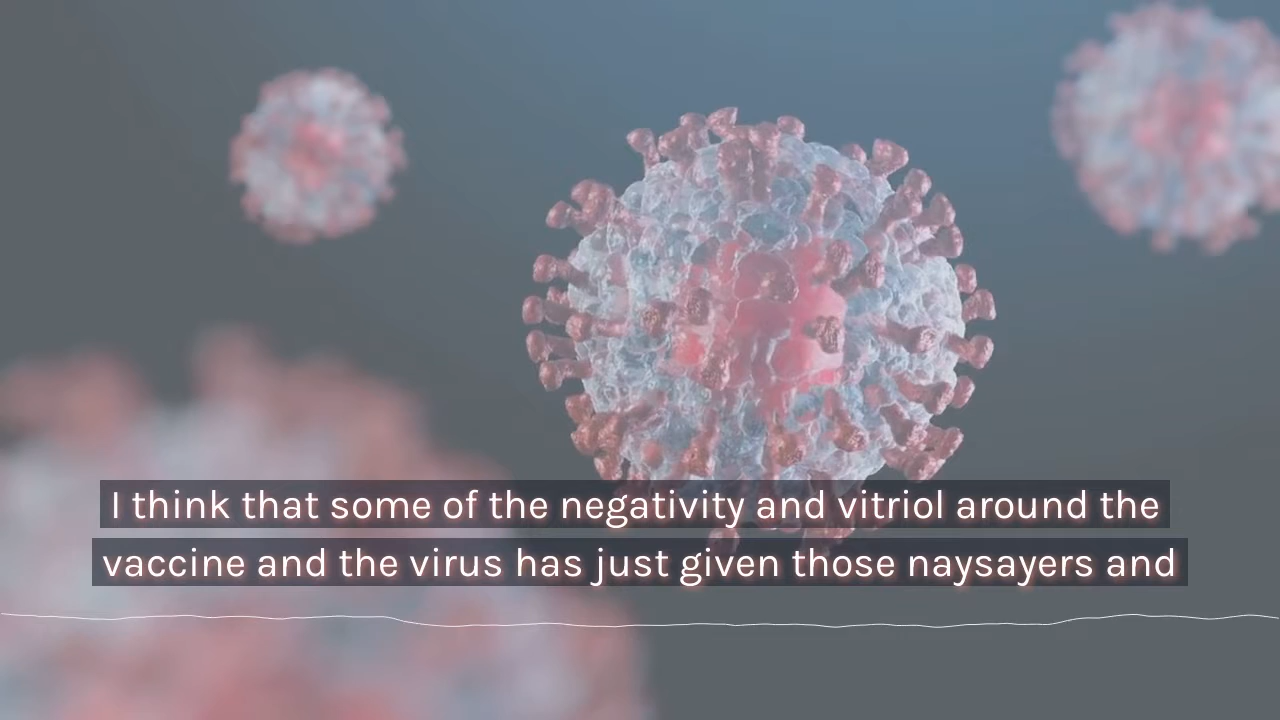 I think that some of the negativity and vitriol around the
vaccine and the virus has just given those naysayers and